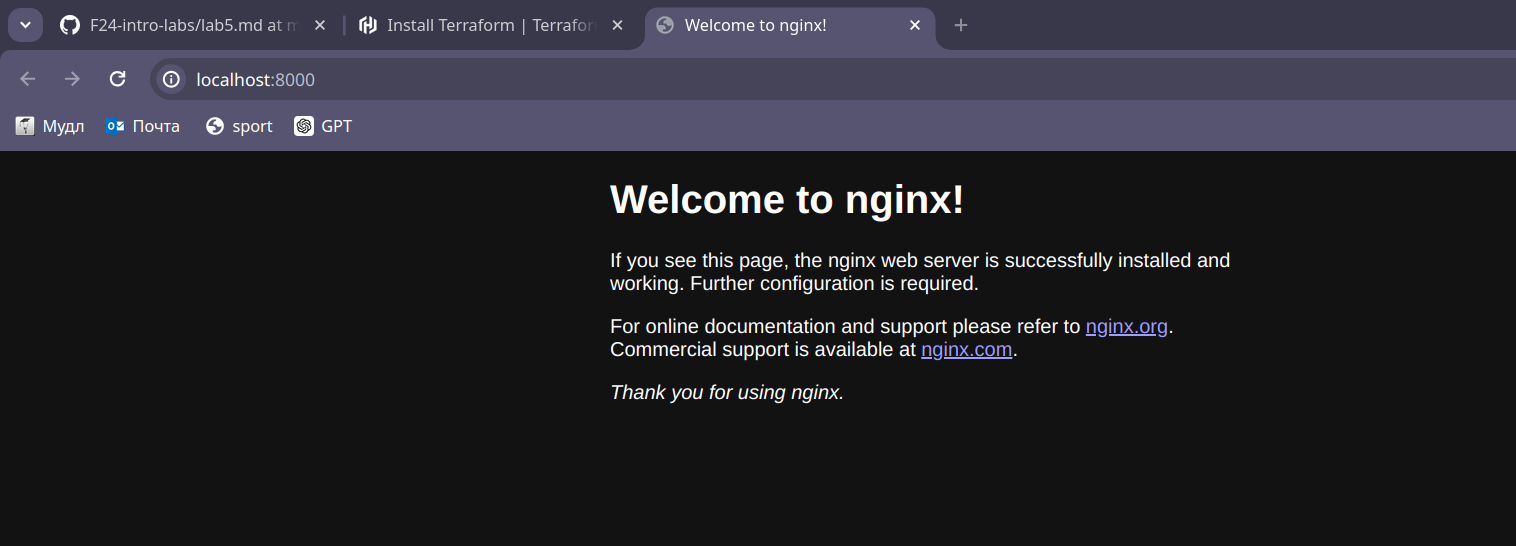 F24-intro-labs/lab5.md at m
Install Terraform | Terrafor
Welcome to nginx!
localhost:8000
Мудл
Почта
sport
GPT
Welcome to nginx!
If you see this page, the nginx web server is successfully installed and
working. Further configuration is required.
For online documentation and support please refer to nginx.org.
Commercial support is available at nginx.com.
Thank you for using nginx.